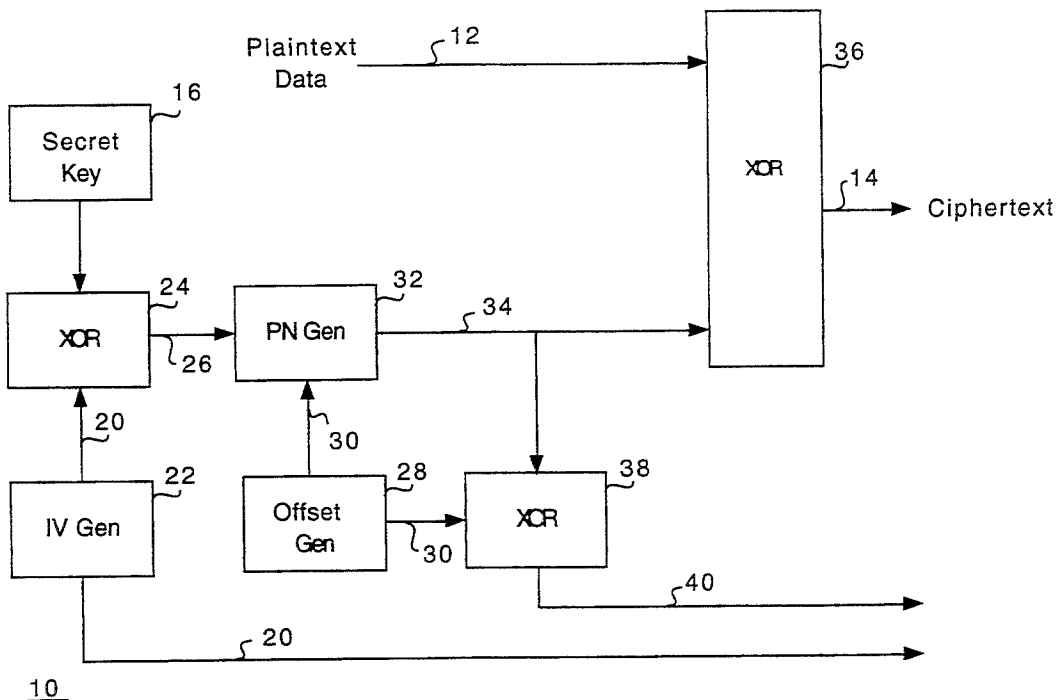 Plaintext
Data
12
36
16
Secret
Key
XOR
14
Ciphertext
24
XOR
26
32
PN Gen
34
20
30
22
IV Gen
28
Offset
Gen
30
38
XOR
40
20
10